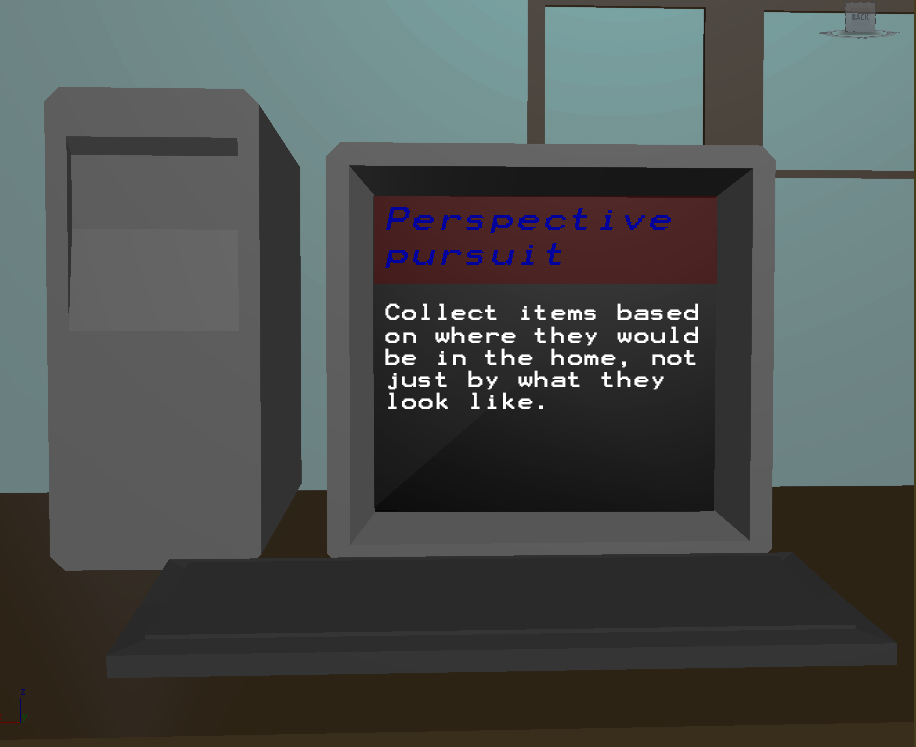 BACK
Perspective
pursuit
Collect items based
on where they would
be in the home, not
just by what they
look like.
z